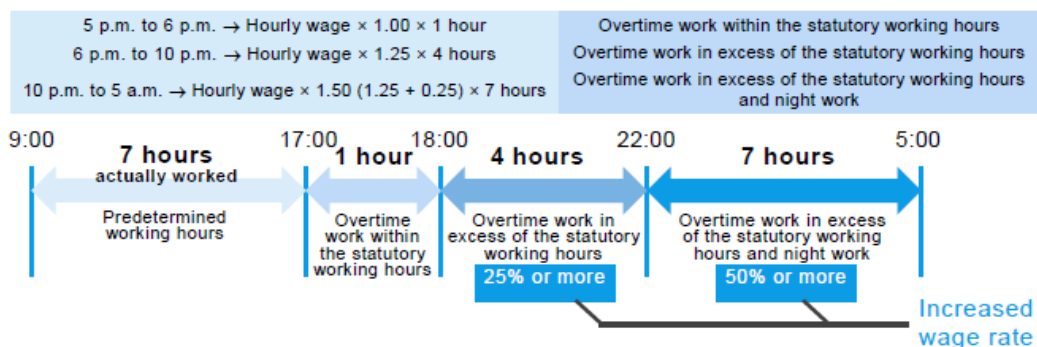 5 p.m. to 6 p.m. → Hourly wage × 1.00 × 1 hour
Overtime work within the statutory working hours
6 p.m. to 10 p.m. → Hourly wage × 1.25 × 4 hours
Overtime work in excess of the statutory working hours
10 p.m. to 5 a.m. → Hourly wage × 1.50 (1.25 + 0.25) × 7 hours
Overtime work in excess of the statutory working hours
and night work
9:00
17:00
18:00
22:00
5:00
7 hours
actually worked
1 hour
4 hours
7 hours
Predetermined
working hours
Overtime
work within
the statutory
working hours
Overtime work in
excess of the statutory
working hours
25% or more
Overtime work in excess
of the statutory working
hours and night work
50% or more
Increased
wage rate